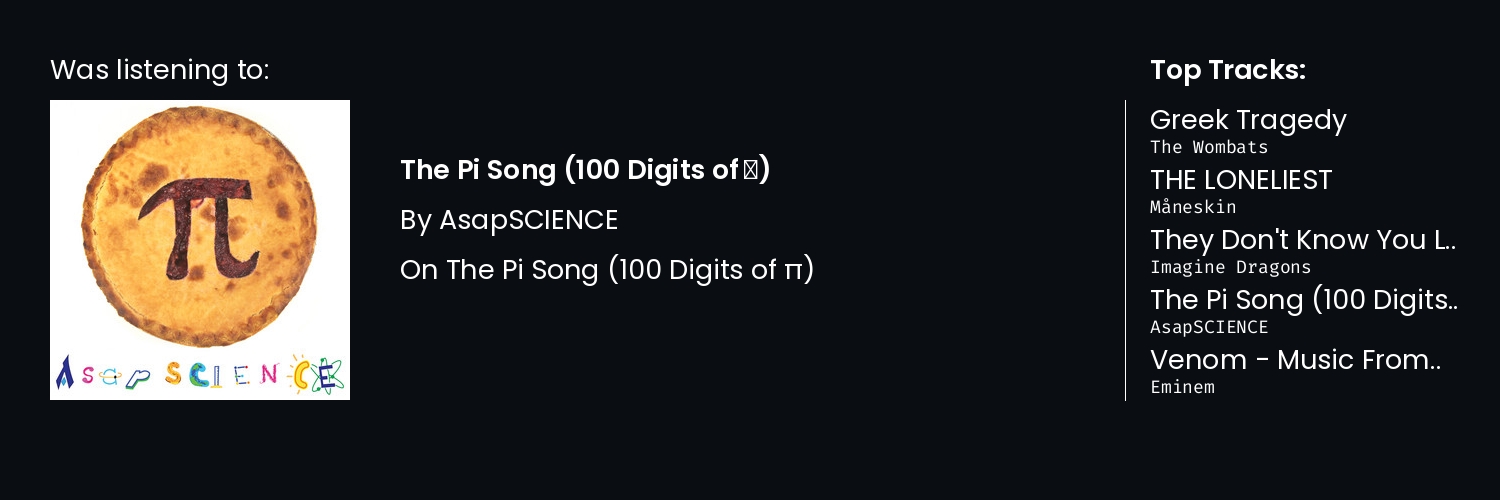 Was listening to:
π
Asap SCIENCE
The Pi Song (100 Digits of )
By AsapSCIENCE
On The Pi Song (100 Digits of π)
Top Tracks:
Greek Tragedy
The Wombats
THE LONELIEST
Måneskin
They Don't Know You L..
Imagine Dragons
The Pi Song (100 Digits..
AsapSCIENCE
Venom - Music From..
Eminem